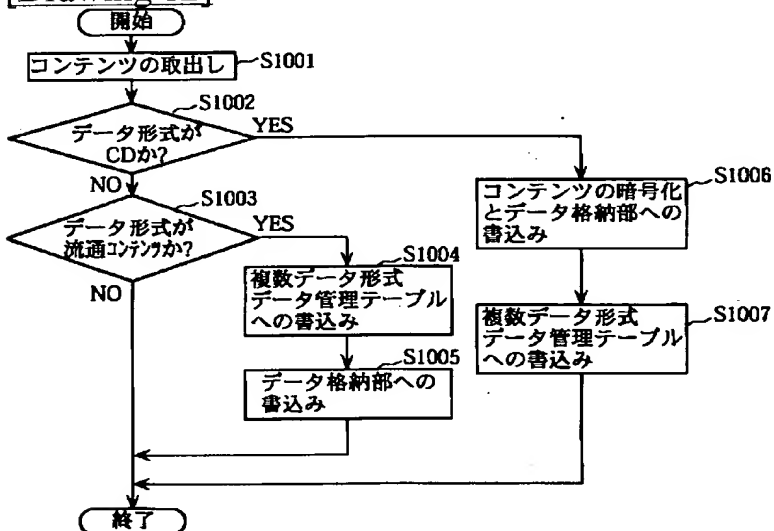 開始
コンテンツの取出し
S1001
S1002
データ形式が
CDか?
YES
NO
S1003
データ形式が
流通コンテンツか?
YES
NO
S1004
複数データ形式
データ管理テーブル
への書込み
S1005
データ格納部への
書込み
S1006
コンテンツの暗号化
とデータ格納部への
書込み
S1007
複数データ形式
データ管理テーブル
への書込み
終了